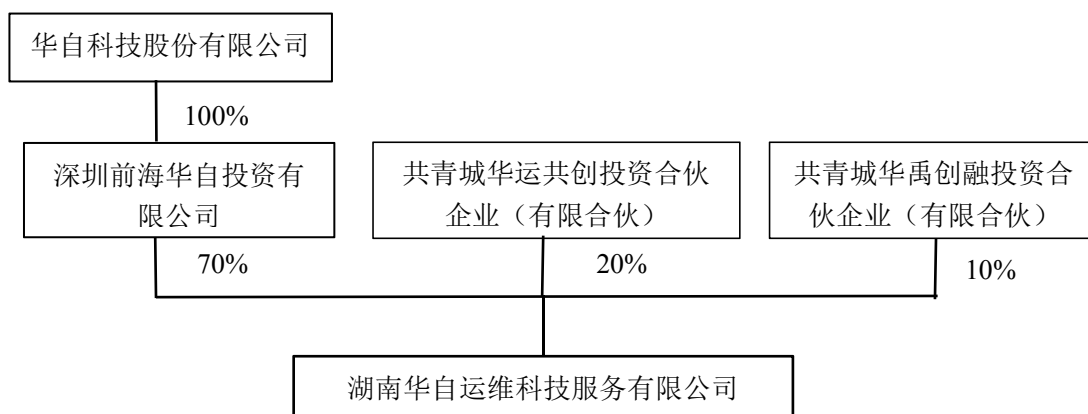 华自科技股份有限公司
100%
深圳前海华自投资有
限公司
共青城华运共创投资合伙
企业（有限合伙）
共青城华禹创融投资合
伙企业（有限合伙）
70%
20%
10%
湖南华自运维科技服务有限公司